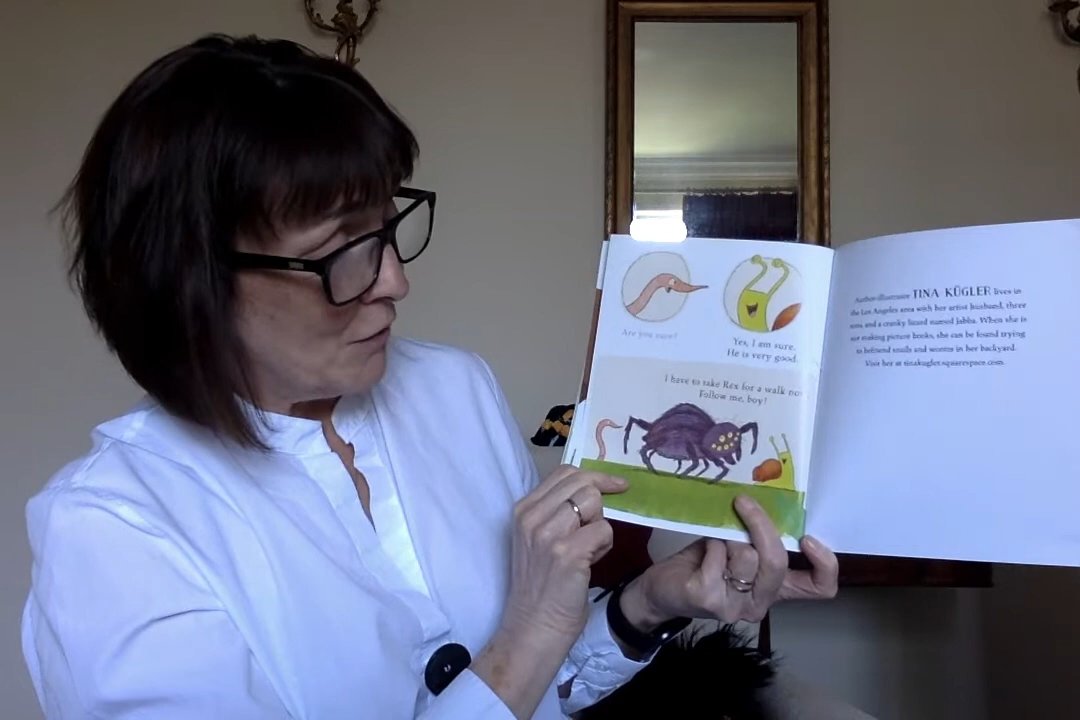 Are you sure?
Yes, I am sure.
He is very good.
I have to take Rex for a walk no
Follow me, boy!
Author-illustrator TINA KÜGLER lives in
the Los Angeles area with her artist husband, three
sons and a cranky lizard named Jabba. When she is
not making picture books, she can be found trying
to befriend snails and worms in her backyard.
Visit her at tinakugler.squarespace.com.